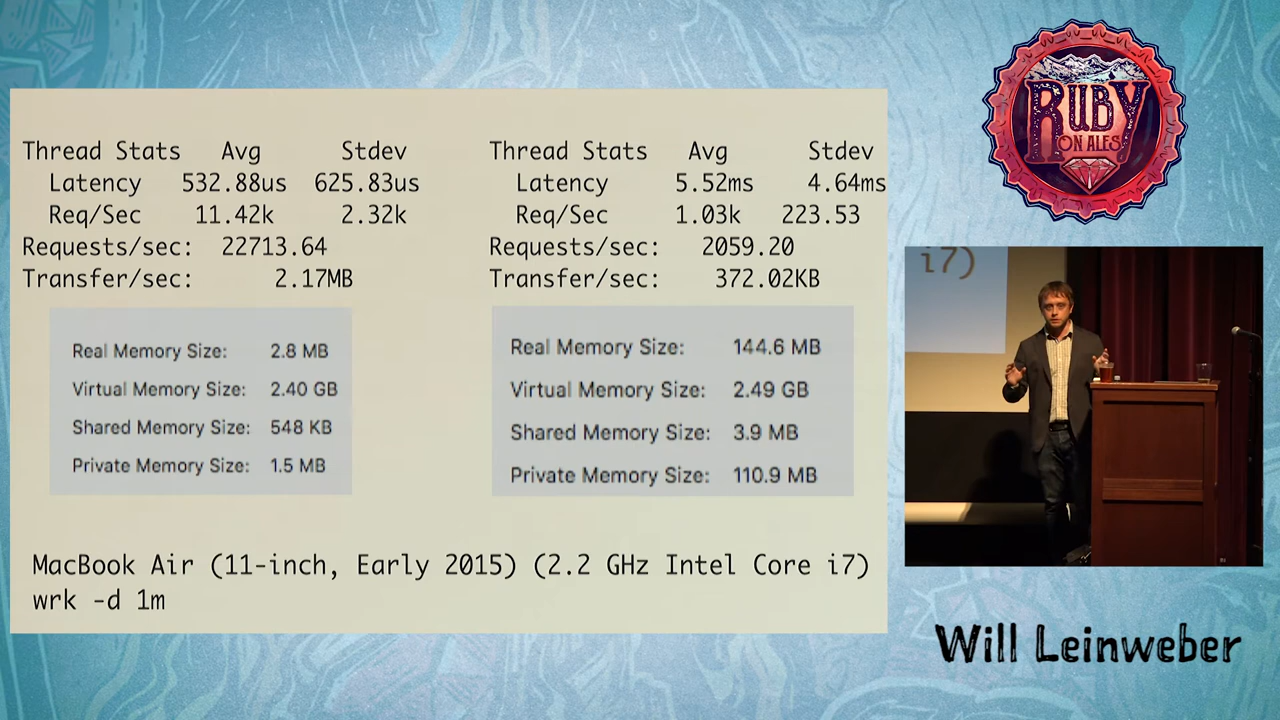 Thread Stats Avg Stdev
Latency 532.88us 625.83us
Req/Sec 11.42k 2.32k
Requests/sec: 22713.64
Transfer/sec: 2.17MB
Real Memory Size: 2.8 MB
Virtual Memory Size: 2.40 GB
Shared Memory Size: 548 KB
Private Memory Size: 1.5 MB
Thread Stats Avg Stdev
Latency 5.52ms 4.64ms
Req/Sec 1.03k 223.53
Requests/sec: 2059.20
Transfer/sec: 372.02KB
Real Memory Size: 144.6 MB
Virtual Memory Size: 2.49 GB
Shared Memory Size: 3.9 MB
Private Memory Size: 110.9 MB
MacBook Air (11-inch, Early 2015) (2.2 GHz Intel Core i7)
wrk -d 1m
RUBY
ON ALES
i7)
Will Leinweber